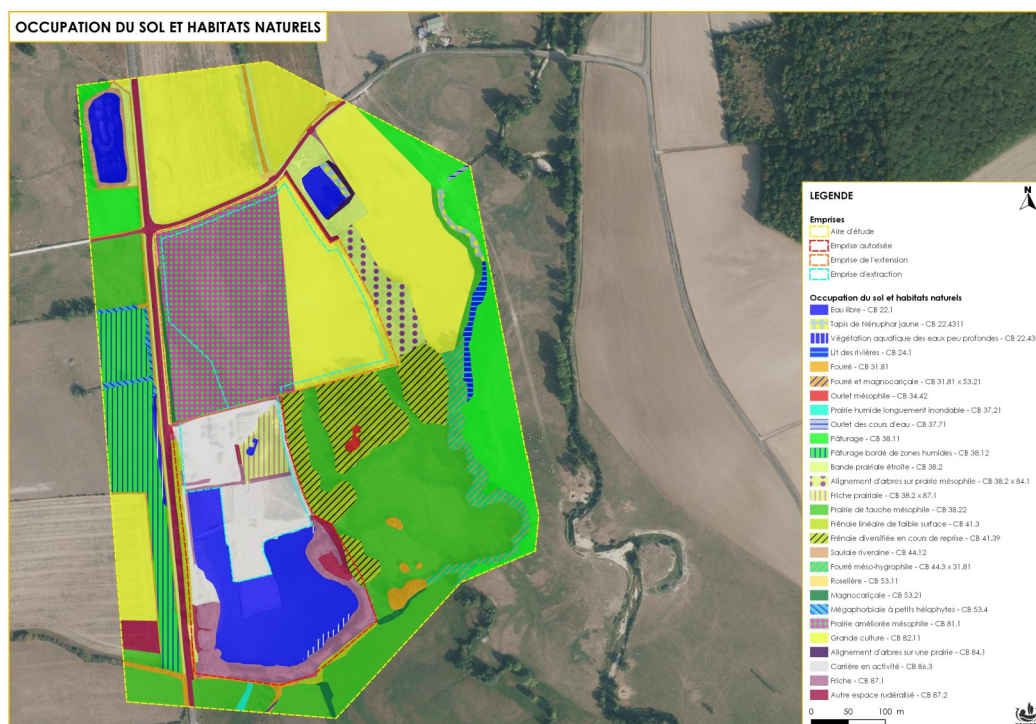 OCCUPATION DU SOL ET HABITATS NATURELS
LEGENDE
N
Emprises
Aire d'étude
Emprise autorisée
Emprise de l'extension
Emprise d'extraction
Occupation du sol et habitats naturels
Eau libre - CB 22.1
Tapis de Nénuphar jaune - CB 22.4311
Végétation aquatique des eaux peu profondes - CB 22.43
Lit des rivières - CB 24.1
Fourré - CB 31.81
Fourré et magnocariçaie - CB 31.81 x 53.21
Ourlet mésophile - CB 34.42
Prairie humide longuement inondable - CB 37.21
Ourlet des cours d'eau - CB 37.71
Pâturage - CB 38.11
Pâturage bordé de zones humides - CB 38.12
Bande prairiale étroite - CB 38.2
Alignement d'arbres sur prairie mésophile - CB 38.2 x 84.1
Friche prairiale - CB 38.2 x 87.1
Prairie de fauche mésophile - CB 38.22
Frênaie linéaire de faible surface - CB 41.3
Frênaie diversifiée en cours de reprise - CB 41.39
Saulaie riveraine - CB 44.12
Fourré méso-hygrophile - CB 44.3 x 31.81
Roselière - CB 53.11
Magnocariçaie - CB 53.21
Mégaphorbiaie à petits hélophytes - CB 53.4
Prairie améliorée mésophile - CB 81.1
Grande culture - CB 82.11
Alignement d'arbres sur une prairie - CB 84.1
Carrière en activité - CB 86.3
Friche - CB 87.1
Autre espace rudéralisé - CB 87.2
0 50 100 m